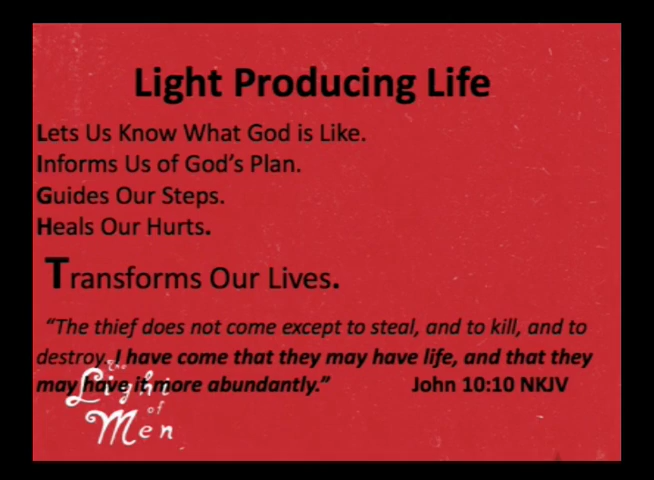 Light Producing Life
Lets Us Know What God is Like.
Informs Us of God's Plan.
Guides Our Steps.
Heals Our Hurts.
Transforms Our Lives.
"The thief does not come except to steal, and to kill, and to
destroy. I have come that they may have life, and that they
may have it more abundantly." John 10:10 NKJV
The
Light
of
Men